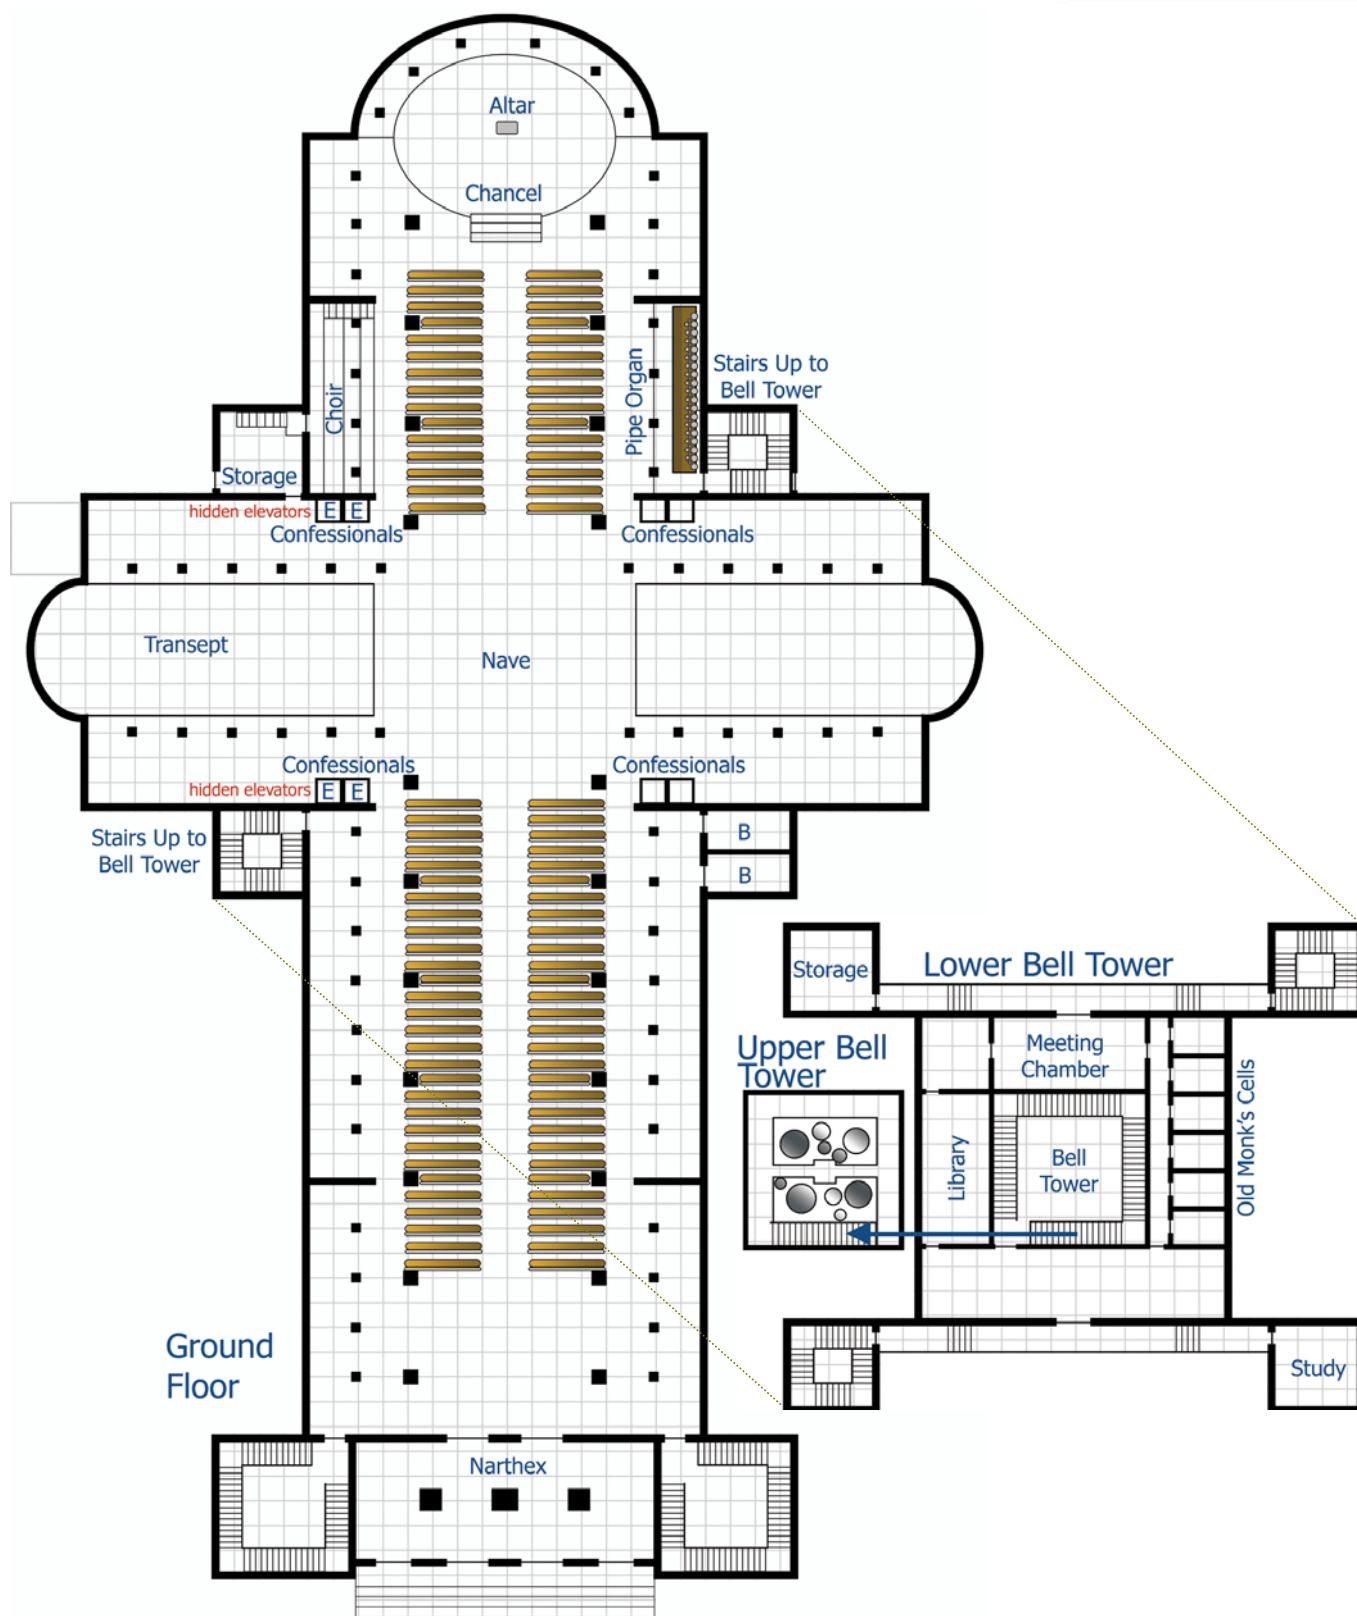 Altar
Chancel
Stairs Up to
Bell Tower
Choir
Pipe Organ
Storage
hidden elevators
E
E
Confessionals
Confessionals
Transept
Nave
Confessionals
Confessionals
hidden elevators
E
E
Stairs Up to
Bell Tower
B
B
Lower Bell Tower
Storage
Upper Bell
Tower
Meeting
Chamber
Old Monk's Cells
Library
Bell
Tower
Study
Ground
Floor
Narthex